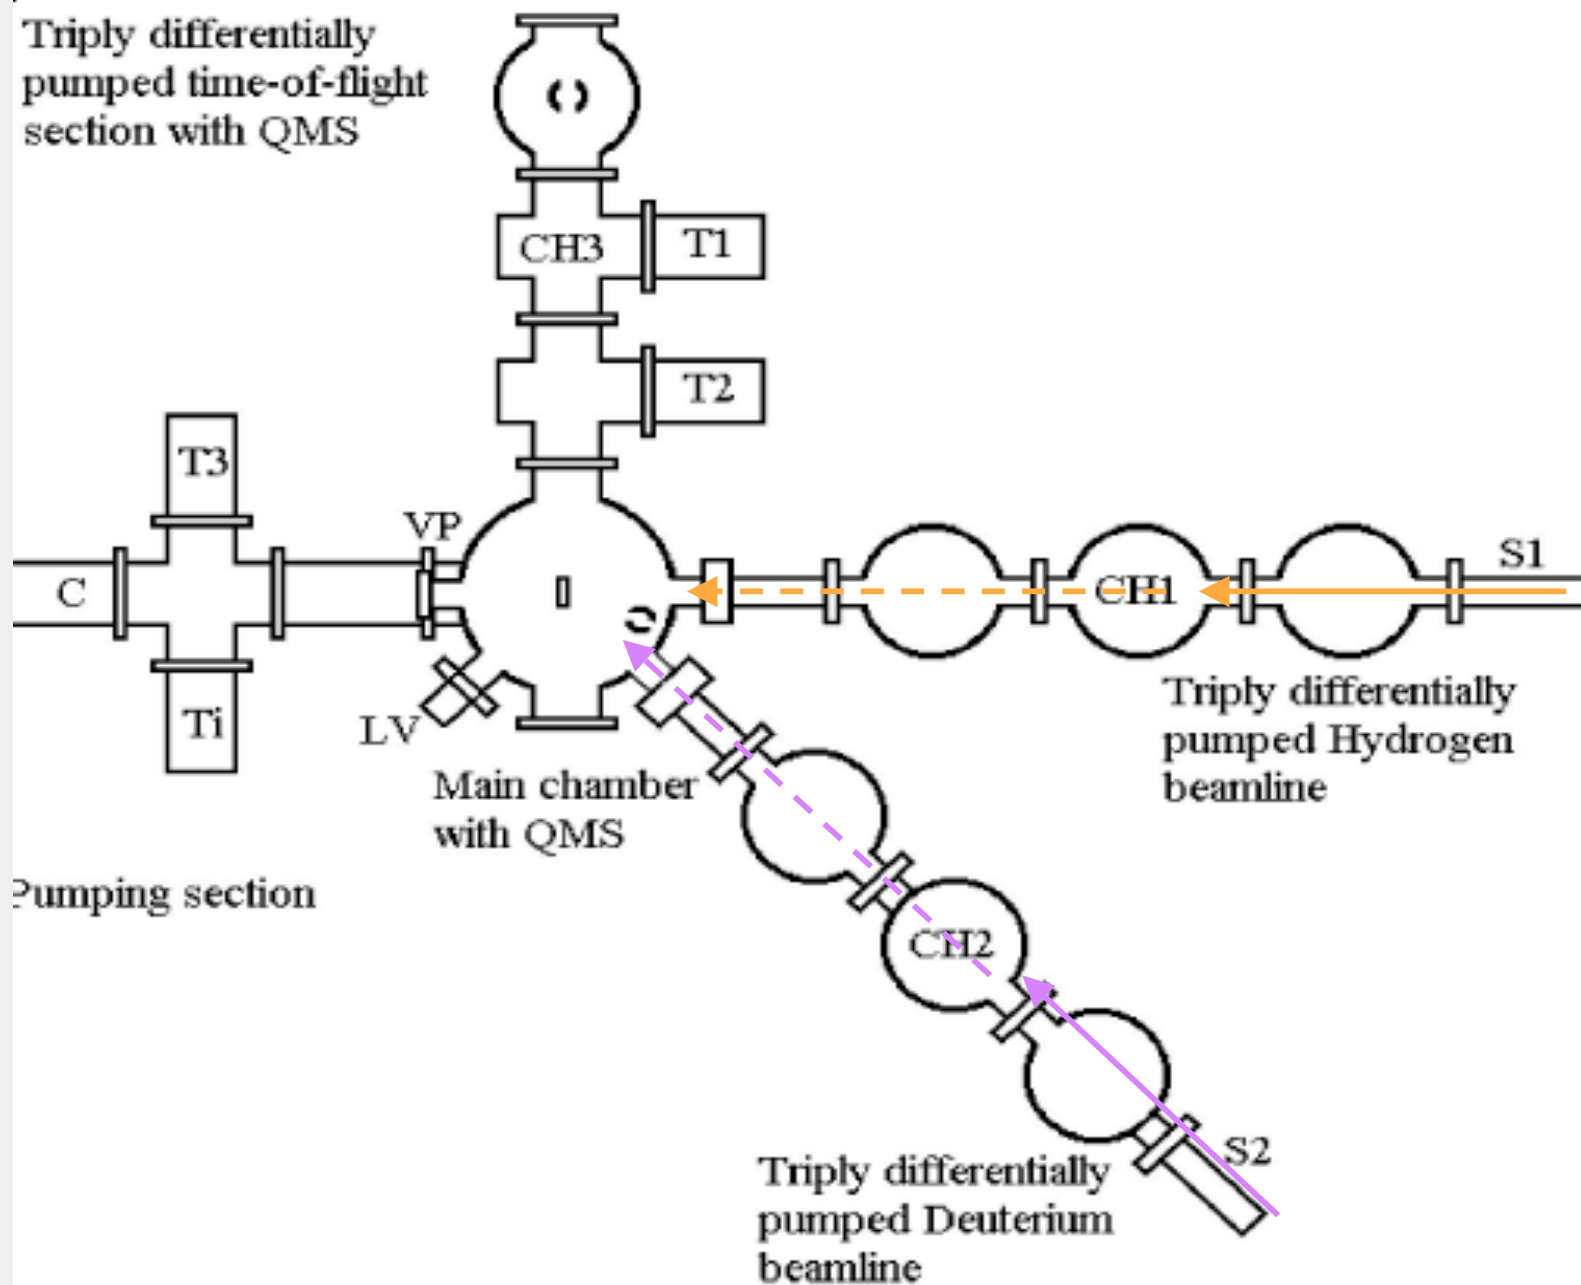 Triply differentially
pumped time-of-flight
section with QMS
CH3
T1
T2
T3
VP
C
Ti
LV
Main chamber
with QMS
Pumping section
CH1
S1
Triply differentially
pumped Hydrogen
beamline
CH2
S2
Triply differentially
pumped Deuterium
beamline